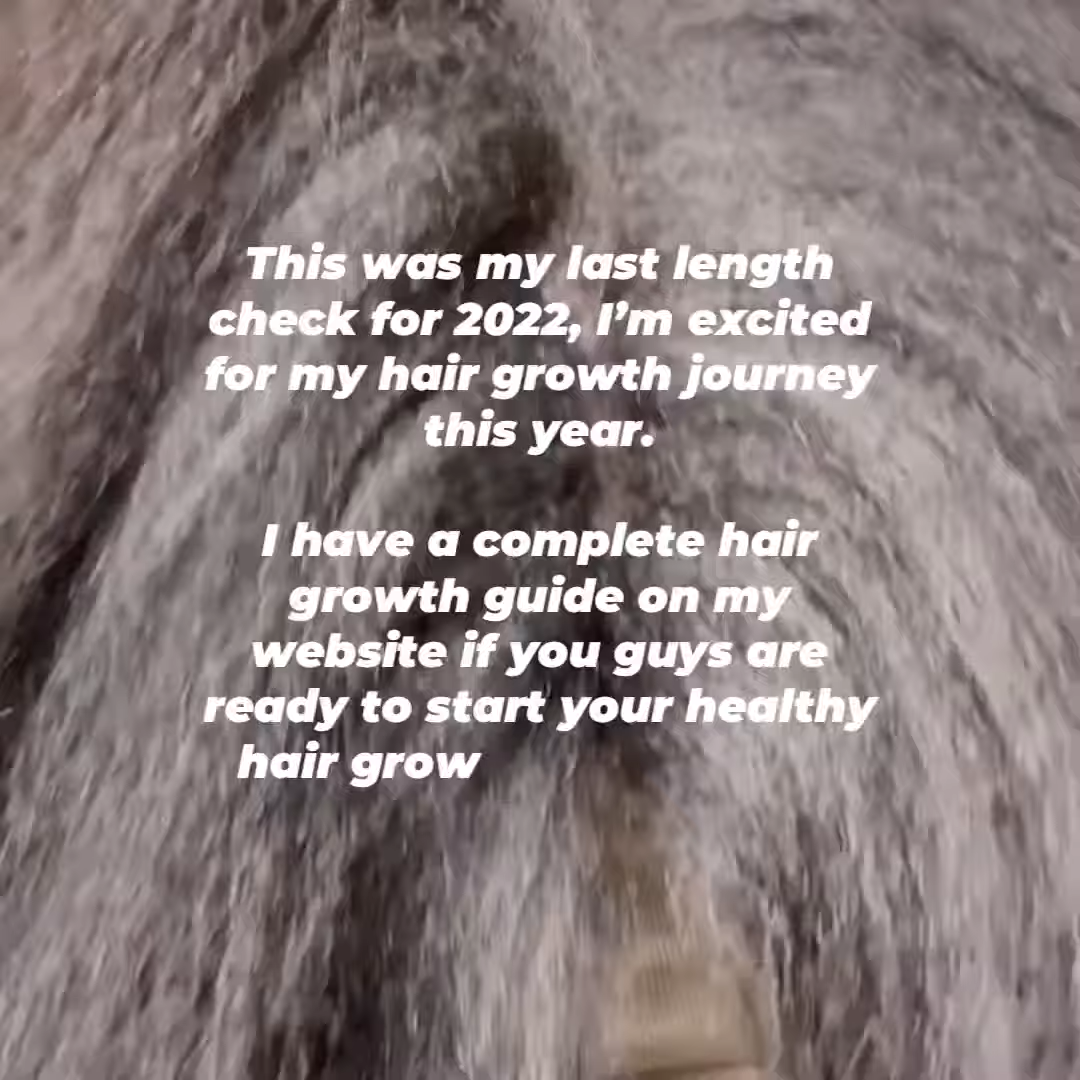 This was my last length
check for 2022, I’m excited
for my hair growth journey
this year.
I have a complete hair
growth guide on my
website if you guys are
ready to start your healthy
hair grow